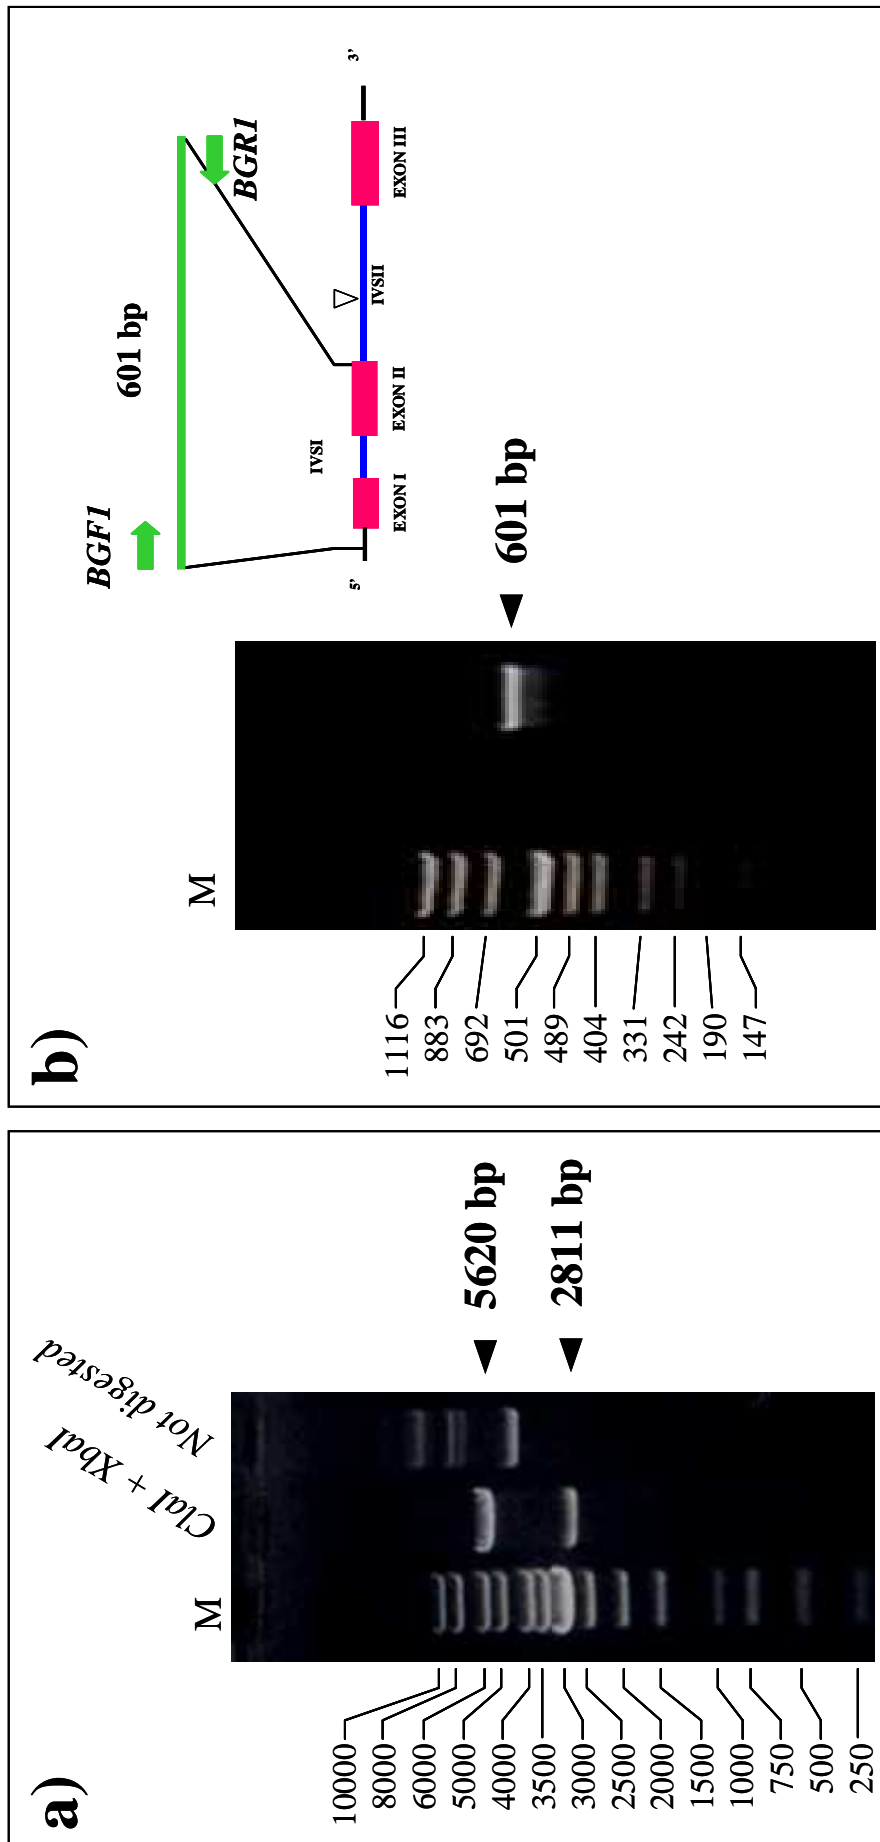 a)
M
ClaI + XbaI
Not digested
10000
8000
6000
5000
4000
3500
3000
2500
2000
1500
1000
750
500
250
5620 bp
2811 bp
b)
M
1116
883
692
501
489
404
331
242
190
147
601 bp
BGF1
601 bp
BGR1
IVSI
IVSII
5’
EXON I
EXON II
EXON III
3’